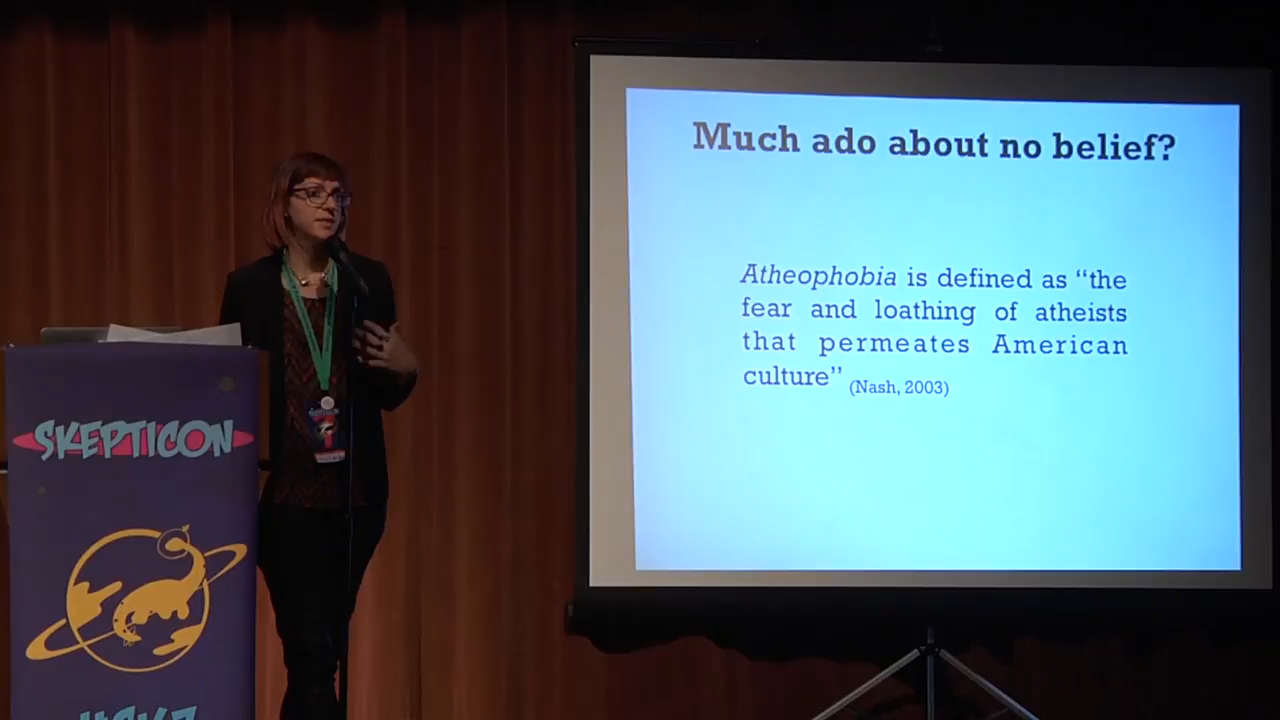 Much ado about no belief?
Atheophobia is defined as “the
fear and loathing of atheists
that permeates American
culture” (Nash, 2003)
SKEPTICON